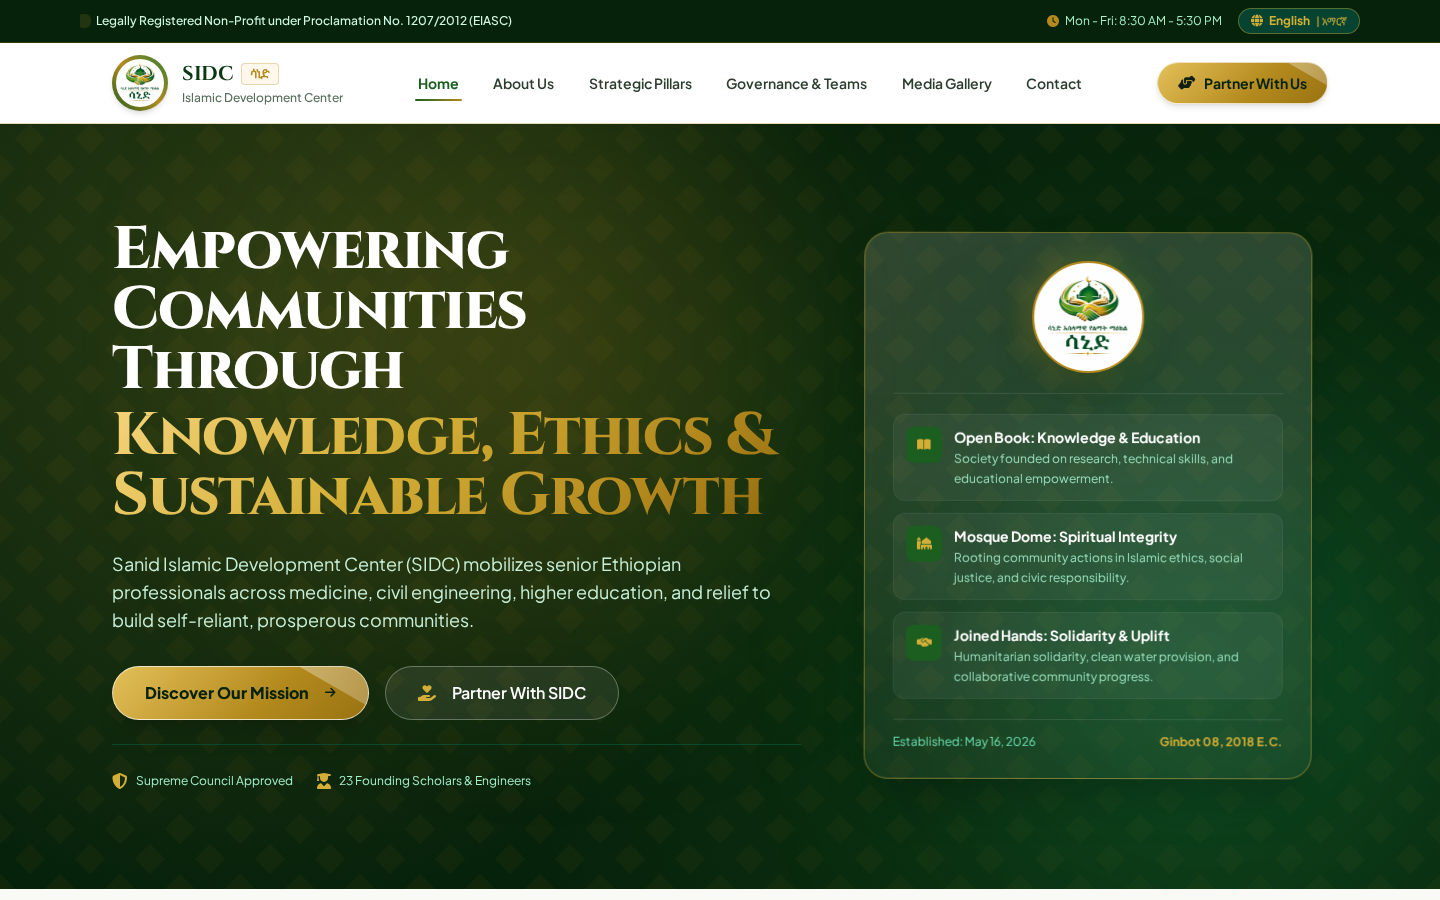 Legally Registered Non-Profit under Proclamation No. 1207/2012 (EIASC)
Mon - Fri: 8:30 AM - 5:30 PM
English | አማርኛ
SIDC ሳኒድ
Islamic Development Center
Home
About Us
Strategic Pillars
Governance & Teams
Media Gallery
Contact
Partner With Us
Empowering
Communities
Through
Knowledge, Ethics &
Sustainable Growth
Sanid Islamic Development Center (SIDC) mobilizes senior Ethiopian
professionals across medicine, civil engineering, higher education, and relief to
build self-reliant, prosperous communities.
Discover Our Mission
Partner With SIDC
Supreme Council Approved
23 Founding Scholars & Engineers
ሳኒድ እስላማዊ የልማት ማዕከል
ሳኒድ
Open Book: Knowledge & Education
Society founded on research, technical skills, and
educational empowerment.
Mosque Dome: Spiritual Integrity
Rooting community actions in Islamic ethics, social
justice, and civic responsibility.
Joined Hands: Solidarity & Uplift
Humanitarian solidarity, clean water provision, and
collaborative community progress.
Established: May 16, 2026
Ginbot 08, 2018 E.C.